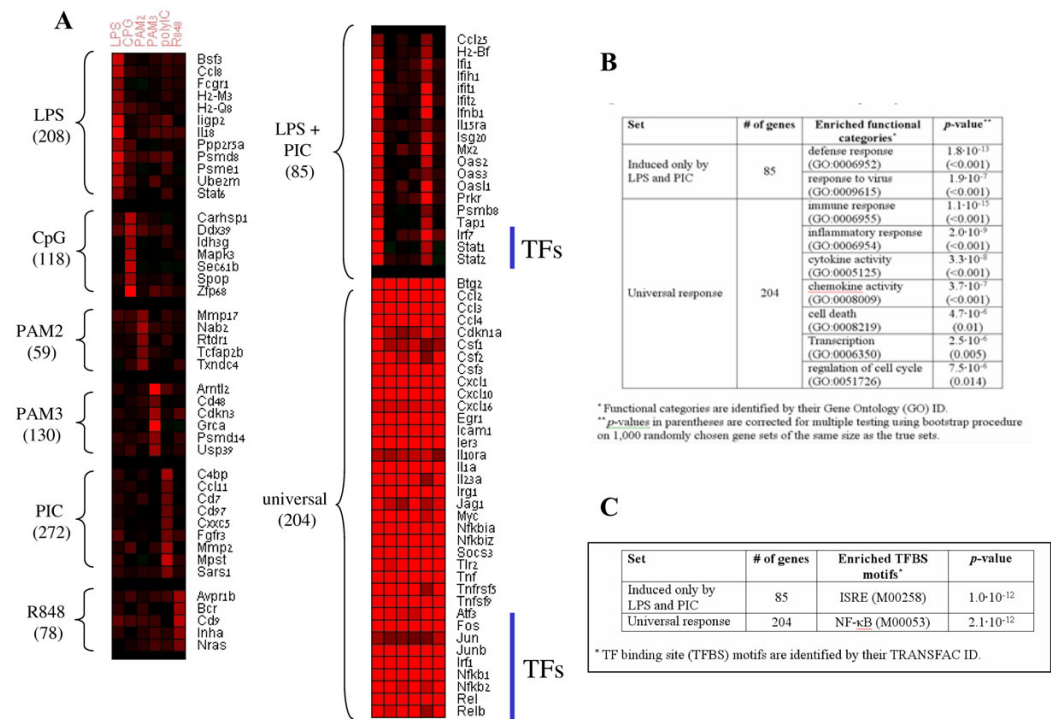 A
LPS
CPG
PAM2
PAM3
polyIC
R848
LPS
(208)
Bsf3
Ccl8
Fcgr1
H2-M3
H2-Q8
Iigp2
Il18
Ppp2r5a
Psmd8
Psme1
Ube2m
Stat6
CpG
(118)
Carhsp1
Ddx39
Idh3g
Mapk3
Sec61b
Spop
Zfp68
PAM2
(59)
Mmp17
Nab2
Rtdr1
Tcfap2b
Txndc4
PAM3
(130)
Arntl2
Cd48
Cdkn3
Grca
Psmd14
Usp39
PIC
(272)
C4bp
Ccl11
Cd7
Cd97
Cxxc5
Fgfr3
Mmp2
Mpst
Sars1
R848
(78)
Avpr1b
Bcr
Cd9
Inha
Nras
LPS +
PIC
(85)
Ccl25
H2-Bf
Ifi1
Ifih1
ifit1
Ifit2
Ifnb1
Il15ra
Isg20
Mx2
Oas2
Oas3
Oasl1
Prkr
Psmb8
Tap1
Irf7
Stat1
Stat2
TFs
universal
(204)
Btg2
Ccl2
Ccl3
Ccl4
Cdkn1a
Csf1
Csf2
Csf3
Cxcl1
Cxcl10
Cxcl16
Egr1
Icam1
Ier3
Il10ra
Il1a
Il23a
Irg1
Jag1
Myc
Nfkbia
Nfkbiz
Socs3
Tlr2
Tnf
Tnfrsf5
Tnfsf9
Atf3
Fos
Jun
Junb
Irf1
Nfkb1
Nfkb2
Rel
Relb
TFs
B
Set # of genes Enriched functional categories* p-value**
Induced only by LPS and PIC 85 defense response (GO:0006952) 1.8·10-13 (<0.001)
response to virus (GO:0009615) 1.9·10-7 (<0.001)
Universal response 204 immune response (GO:0006955) 1.1·10-15 (<0.001)
inflammatory response (GO:0006954) 2.0·10-9 (<0.001)
cytokine activity (GO:0005125) 3.3·10-8 (<0.001)
chemokine activity (GO:0008009) 3.7·10-7 (<0.001)
cell death (GO:0008219) 4.7·10-6 (0.01)
Transcription (GO:0006350) 2.5·10-6 (0.005)
regulation of cell cycle (GO:0051726) 7.5·10-6 (0.014)
* Functional categories are identified by their Gene Ontology (GO) ID.
** p-values in parentheses are corrected for multiple testing using bootstrap procedure
on 1,000 randomly chosen gene sets of the same size as the true sets.
C
Set # of genes Enriched TFBS motifs* p-value
Induced only by LPS and PIC 85 ISRE (M00258) 1.0·10-12
Universal response 204 NF-κB (M00053) 2.1·10-12
* TF binding site (TFBS) motifs are identified by their TRANSFAC ID.